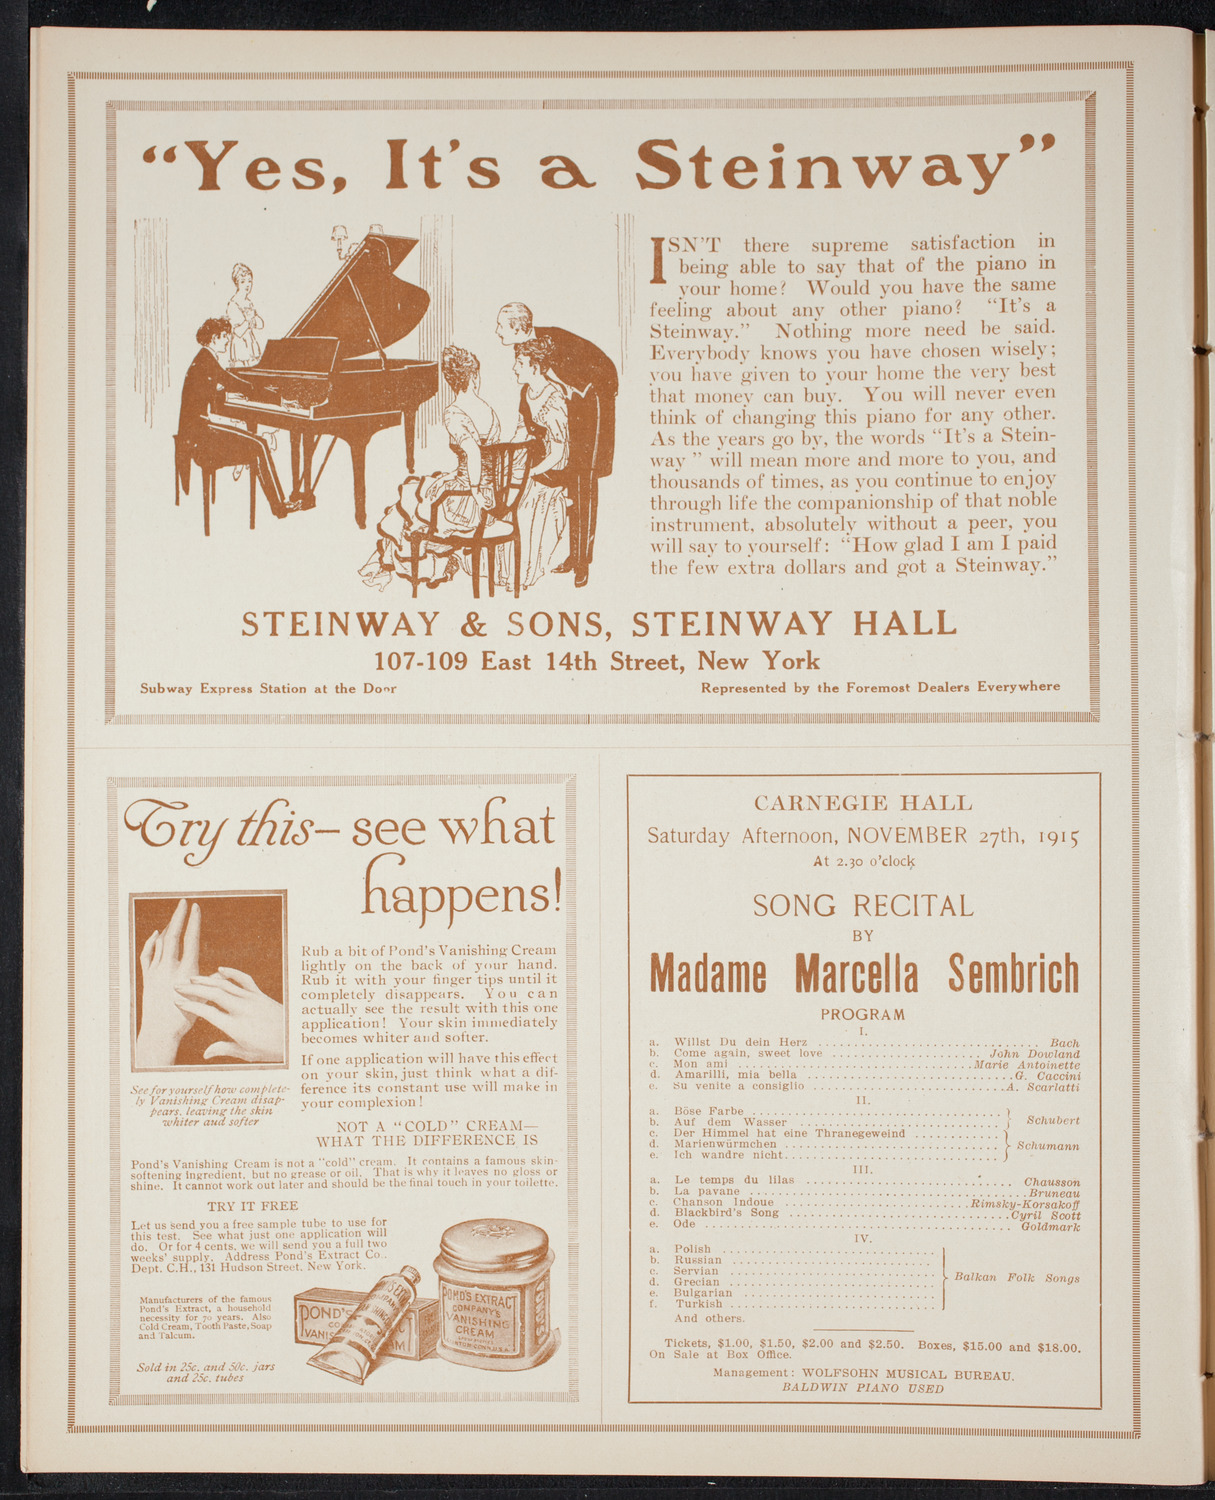 “Yes, It's a Steinway”
ISN'T there supreme satisfaction in
being able to say that of the piano in
your home? Would you have the same
feeling about any other piano? “It's a
Steinway.” Nothing more need be said.
Everybody knows you have chosen wisely;
you have given to your home the very best
that money can buy. You will never even
think of changing this piano for any other.
As the years go by, the words “It's a Stein-
way ” will mean more and more to you, and
thousands of times, as you continue to enjoy
through life the companionship of that noble
instrument, absolutely without a peer, you
will say to yourself: “How glad I am I paid
the few extra dollars and got a Steinway.”
STEINWAY & SONS, STEINWAY HALL
107-109 East 14th Street, New York
Subway Express Station at the Door
Represented by the Foremost Dealers Everywhere
Try this— see what
happens!
Rub a bit of Pond's Vanishing Cream
lightly on the back of your hand.
Rub it with your finger tips until it
completely disappears. You can
actually see the result with this one
application! Your skin immediately
becomes whiter and softer.
If one application will have this effect
on your skin, just think what a dif-
ference its constant use will make in
your complexion!
See for yourself how complete-
ly Vanishing Cream disap-
pears, leaving the skin
whiter and softer
NOT A “COLD” CREAM—
WHAT THE DIFFERENCE IS
Pond's Vanishing Cream is not a “cold” cream. It contains a famous skin-
softening ingredient, but no grease or oil. That is why it leaves no gloss or
shine. It cannot work out later and should be the final touch in your toilette.
TRY IT FREE
Let us send you a free sample tube to use for
this test. See what just one application will
do. Or for 4 cents, we will send you a full two
weeks' supply. Address Pond's Extract Co.,
Dept. C.H., 131 Hudson Street, New York.
Manufacturers of the famous
Pond's Extract, a household
necessity for 70 years. Also
Cold Cream, Tooth Paste, Soap
and Talcum.
Sold in 25c. and 50c. jars
and 25c. tubes
POND'S
VANIS
POND'S EXTRACT
COMPANY'S
VANISHING
CREAM
CARNEGIE HALL
Saturday Afternoon, NOVEMBER 27th, 1915
At 2.30 o'clock
SONG RECITAL
BY
Madame Marcella Sembrich
PROGRAM
I.
a. Willst Du dein Herz ........ Bach
b. Come again, sweet love ........ John Dowland
c. Mon ami ........ Marie Antoinette
d. Amarilli, mia bella ........ G. Caccini
e. Su venite a consiglio ........ A. Scarlatti
II.
a. Böse Farbe ........
b. Auf dem Wasser ........ Schubert
c. Der Himmel hat eine Thranegeweind ........
d. Marienwürmchen ........ Schumann
e. Ich wandre nicht ........
III.
a. Le temps du lilas ........ Chausson
b. La pavane ........ Bruneau
c. Chanson Indoue ........ Rimsky-Korsakoff
d. Blackbird's Song ........ Cyril Scott
e. Ode ........ Goldmark
IV.
a. Polish ........
b. Russian ........
c. Servian ........
d. Grecian ........ Balkan Folk Songs
e. Bulgarian ........
f. Turkish ........
And others.
Tickets, $1.00, $1.50, $2.00 and $2.50. Boxes, $15.00 and $18.00.
On Sale at Box Office.
Management: WOLFSOHN MUSICAL BUREAU.
BALDWIN PIANO USED